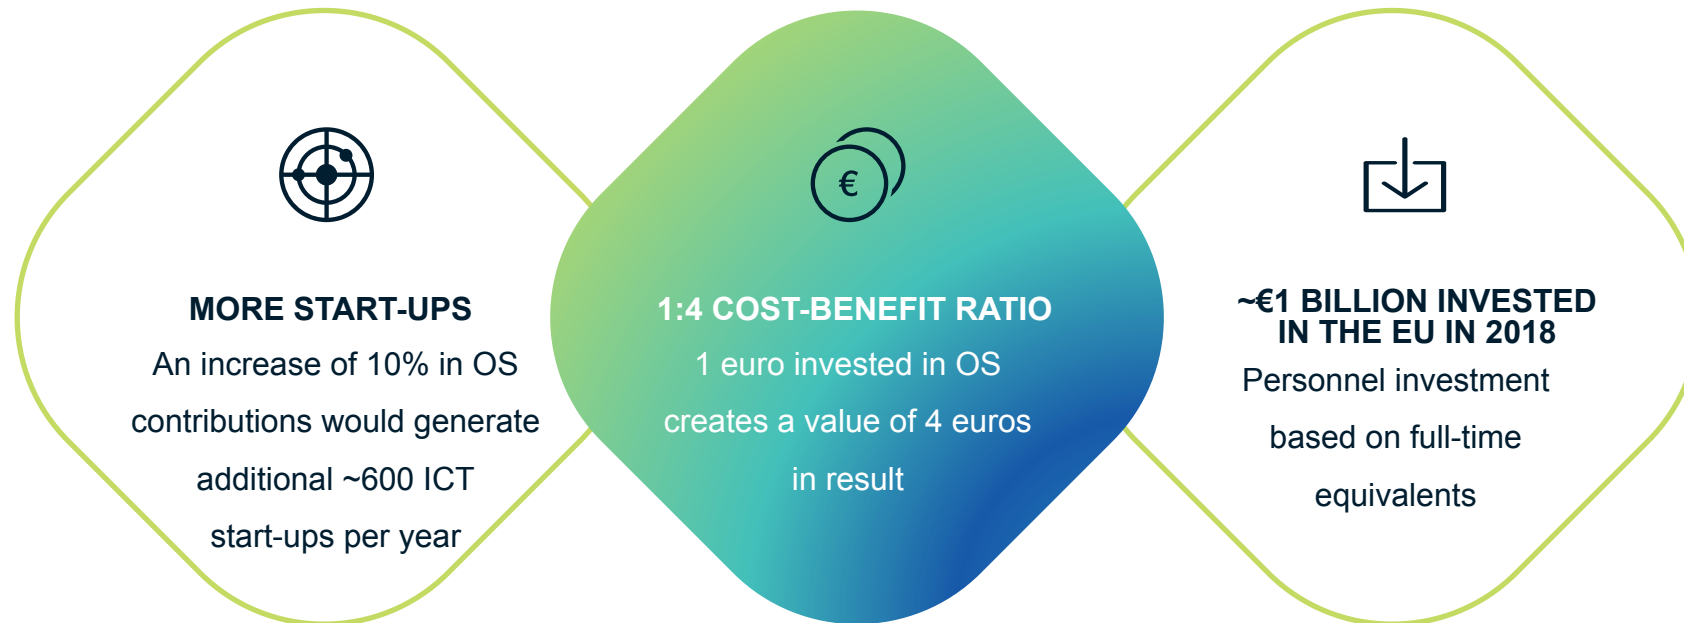 MORE START-UPS
An increase of 10% in OS
contributions would generate
additional ~600 ICT
start-ups per year
€
1:4 COST-BENEFIT RATIO
1 euro invested in OS
creates a value of 4 euros
in result
~€1 BILLION INVESTED
IN THE EU IN 2018
Personnel investment
based on full-time
equivalents